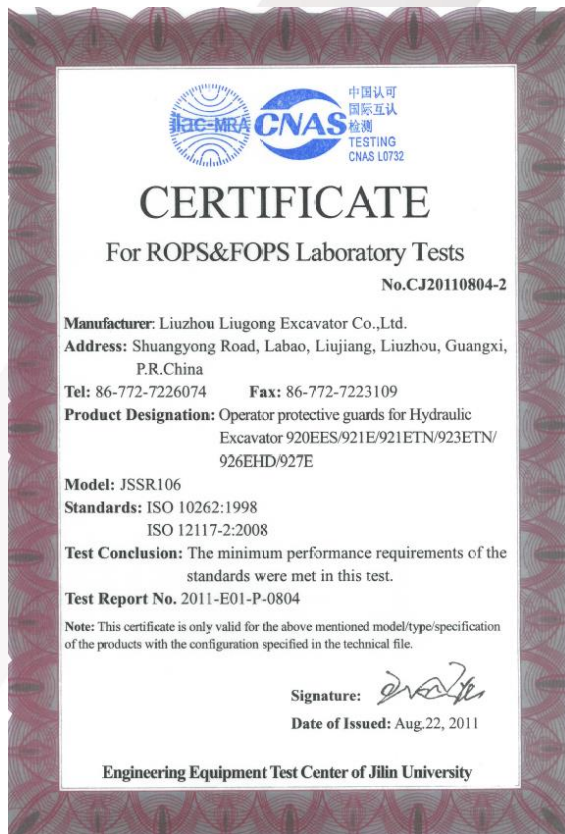 中国认可
国际互认
检测
TESTING
CNAS L0732
ilac-MRA
CNAS
CERTIFICATE
For ROPS&FOPS Laboratory Tests
No.CJ20110804-2
Manufacturer: Liuzhou Liugong Excavator Co.,Ltd.
Address: Shuangyong Road, Labao, Liujiang, Liuzhou, Guangxi,
P.R.China
Tel: 86-772-7226074 Fax: 86-772-7223109
Product Designation: Operator protective guards for Hydraulic
Excavator 920EES/921E/921ETN/923ETN/
926EHD/927E
Model: JSSR106
Standards: ISO 10262:1998
ISO 12117-2:2008
Test Conclusion: The minimum performance requirements of the
standards were met in this test.
Test Report No. 2011-E01-P-0804
Note: This certificate is only valid for the above mentioned model/type/specification
of the products with the configuration specified in the technical file.
Signature:
Date of Issued: Aug.22, 2011
Engineering Equipment Test Center of Jilin University